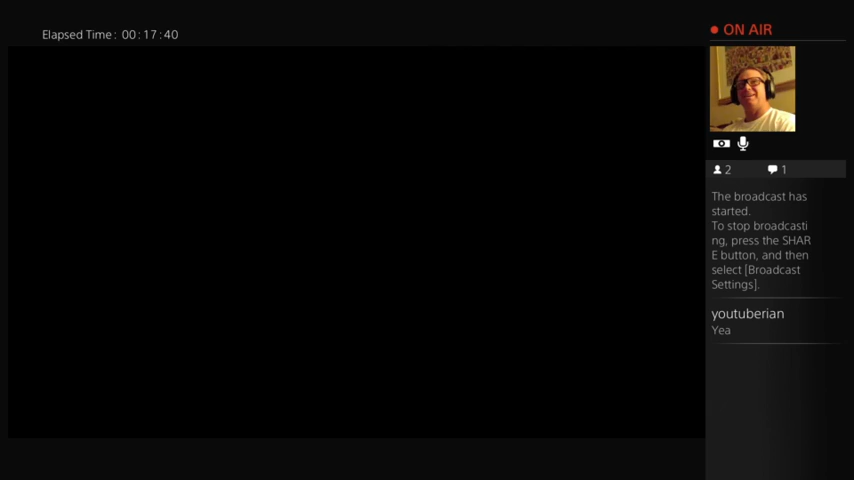 Elapsed Time: 00:17:40
ON AIR
2 1
The broadcast has
started.
To stop broadcasti
ng, press the SHAR
E button, and then
select [Broadcast
Settings].
youtuberian
Yea